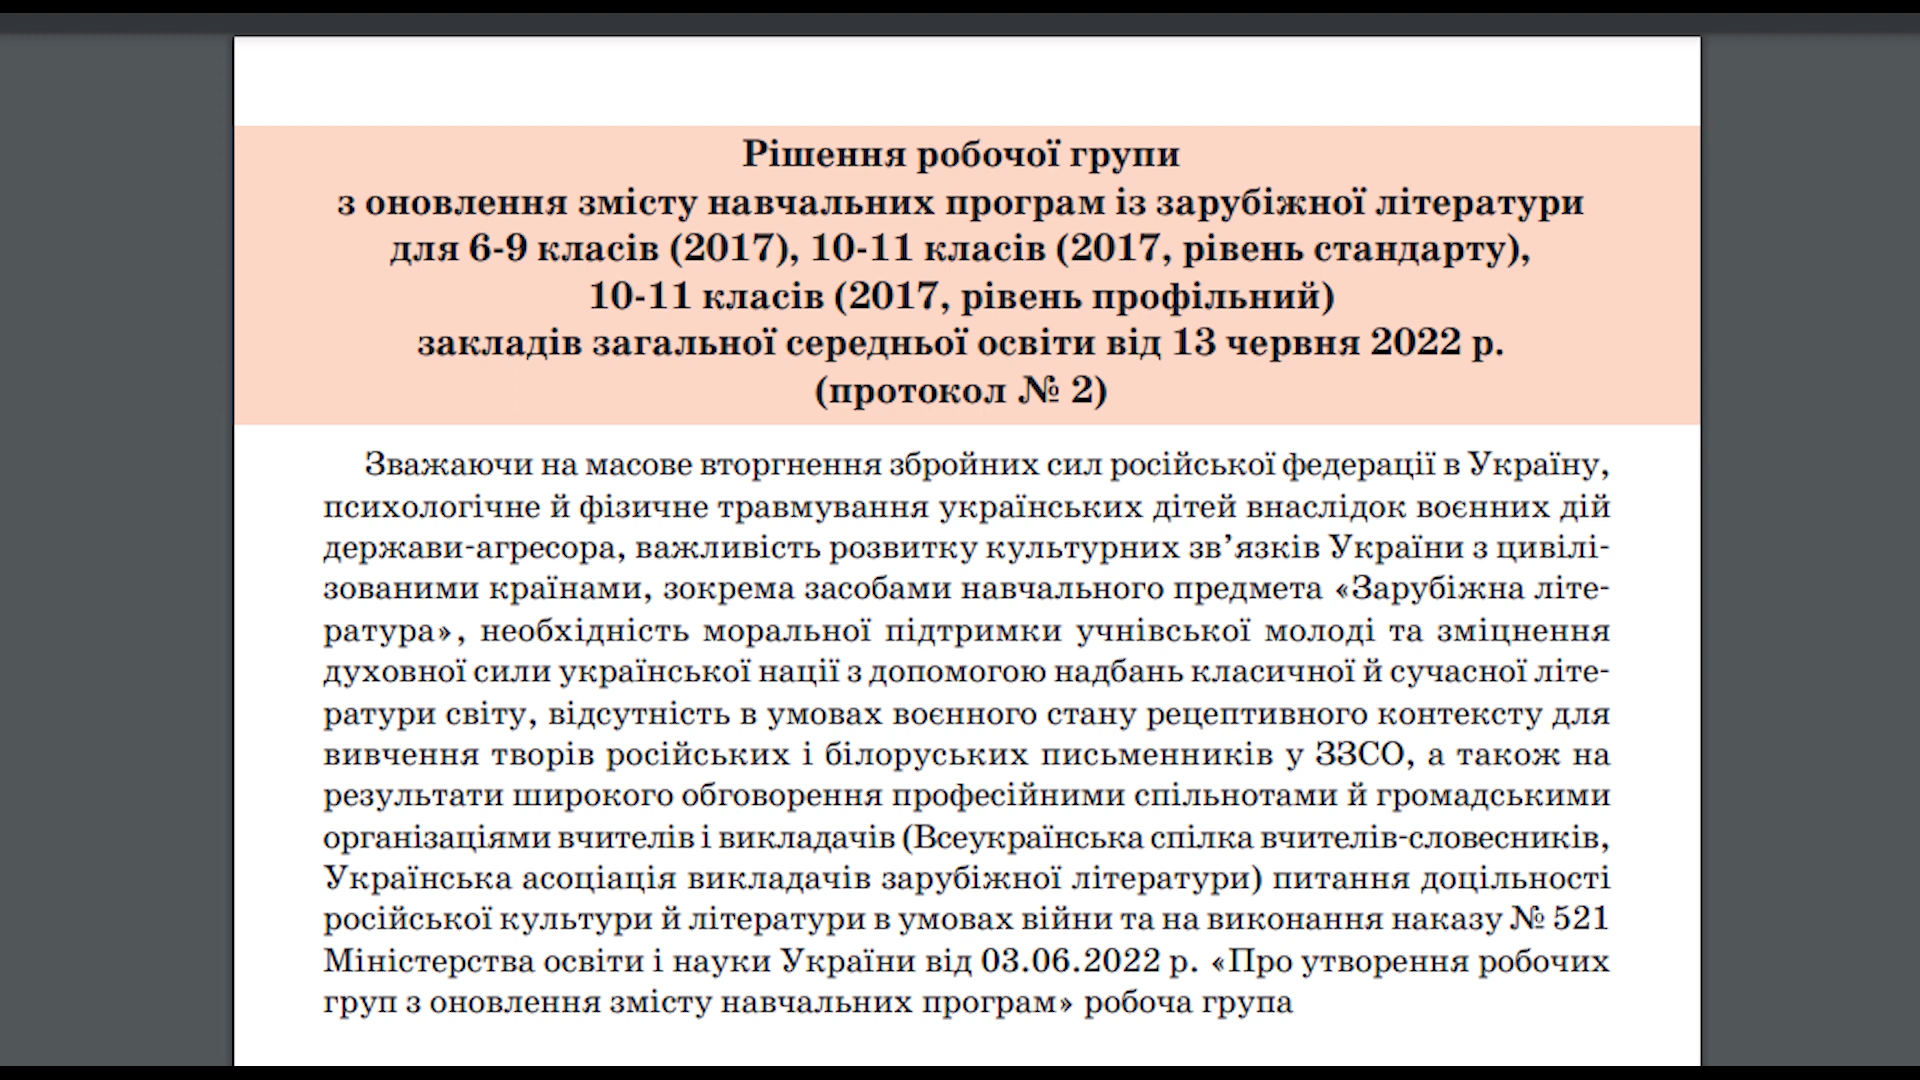 Рішення робочої групи
з оновлення змісту навчальних програм із зарубіжної літератури
для 6-9 класів (2017), 10-11 класів (2017, рівень стандарту),
10-11 класів (2017, рівень профільний)
закладів загальної середньої освіти від 13 червня 2022 р.
(протокол № 2)
Зважаючи на масове вторгнення збройних сил російської федерації в Україну,
психологічне й фізичне травмування українських дітей внаслідок воєнних дій
держави-агресора, важливість розвитку культурних зв’язків України з цивілі-
зованими країнами, зокрема засобами навчального предмета «Зарубіжна літе-
ратура», необхідність моральної підтримки учнівської молоді та зміцнення
духовної сили української нації з допомогою надбань класичної й сучасної літе-
ратури світу, відсутність в умовах воєнного стану рецептивного контексту для
вивчення творів російських і білоруських письменників у ЗЗСО, а також на
результати широкого обговорення професійними спільнотами й громадськими
організаціями вчителів і викладачів (Всеукраїнська спілка вчителів-словесників,
Українська асоціація викладачів зарубіжної літератури) питання доцільності
російської культури й літератури в умовах війни та на виконання наказу № 521
Міністерства освіти і науки України від 03.06.2022 р. «Про утворення робочих
груп з оновлення змісту навчальних програм» робоча група